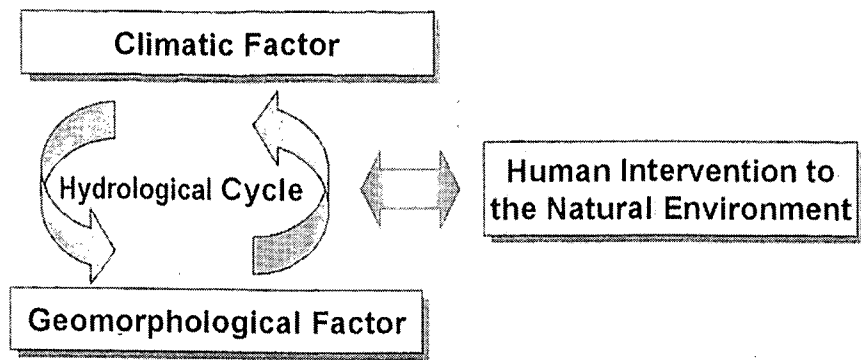 Climatic Factor
Hydrological Cycle
Human Intervention to
the Natural Environment
Geomorphological Factor